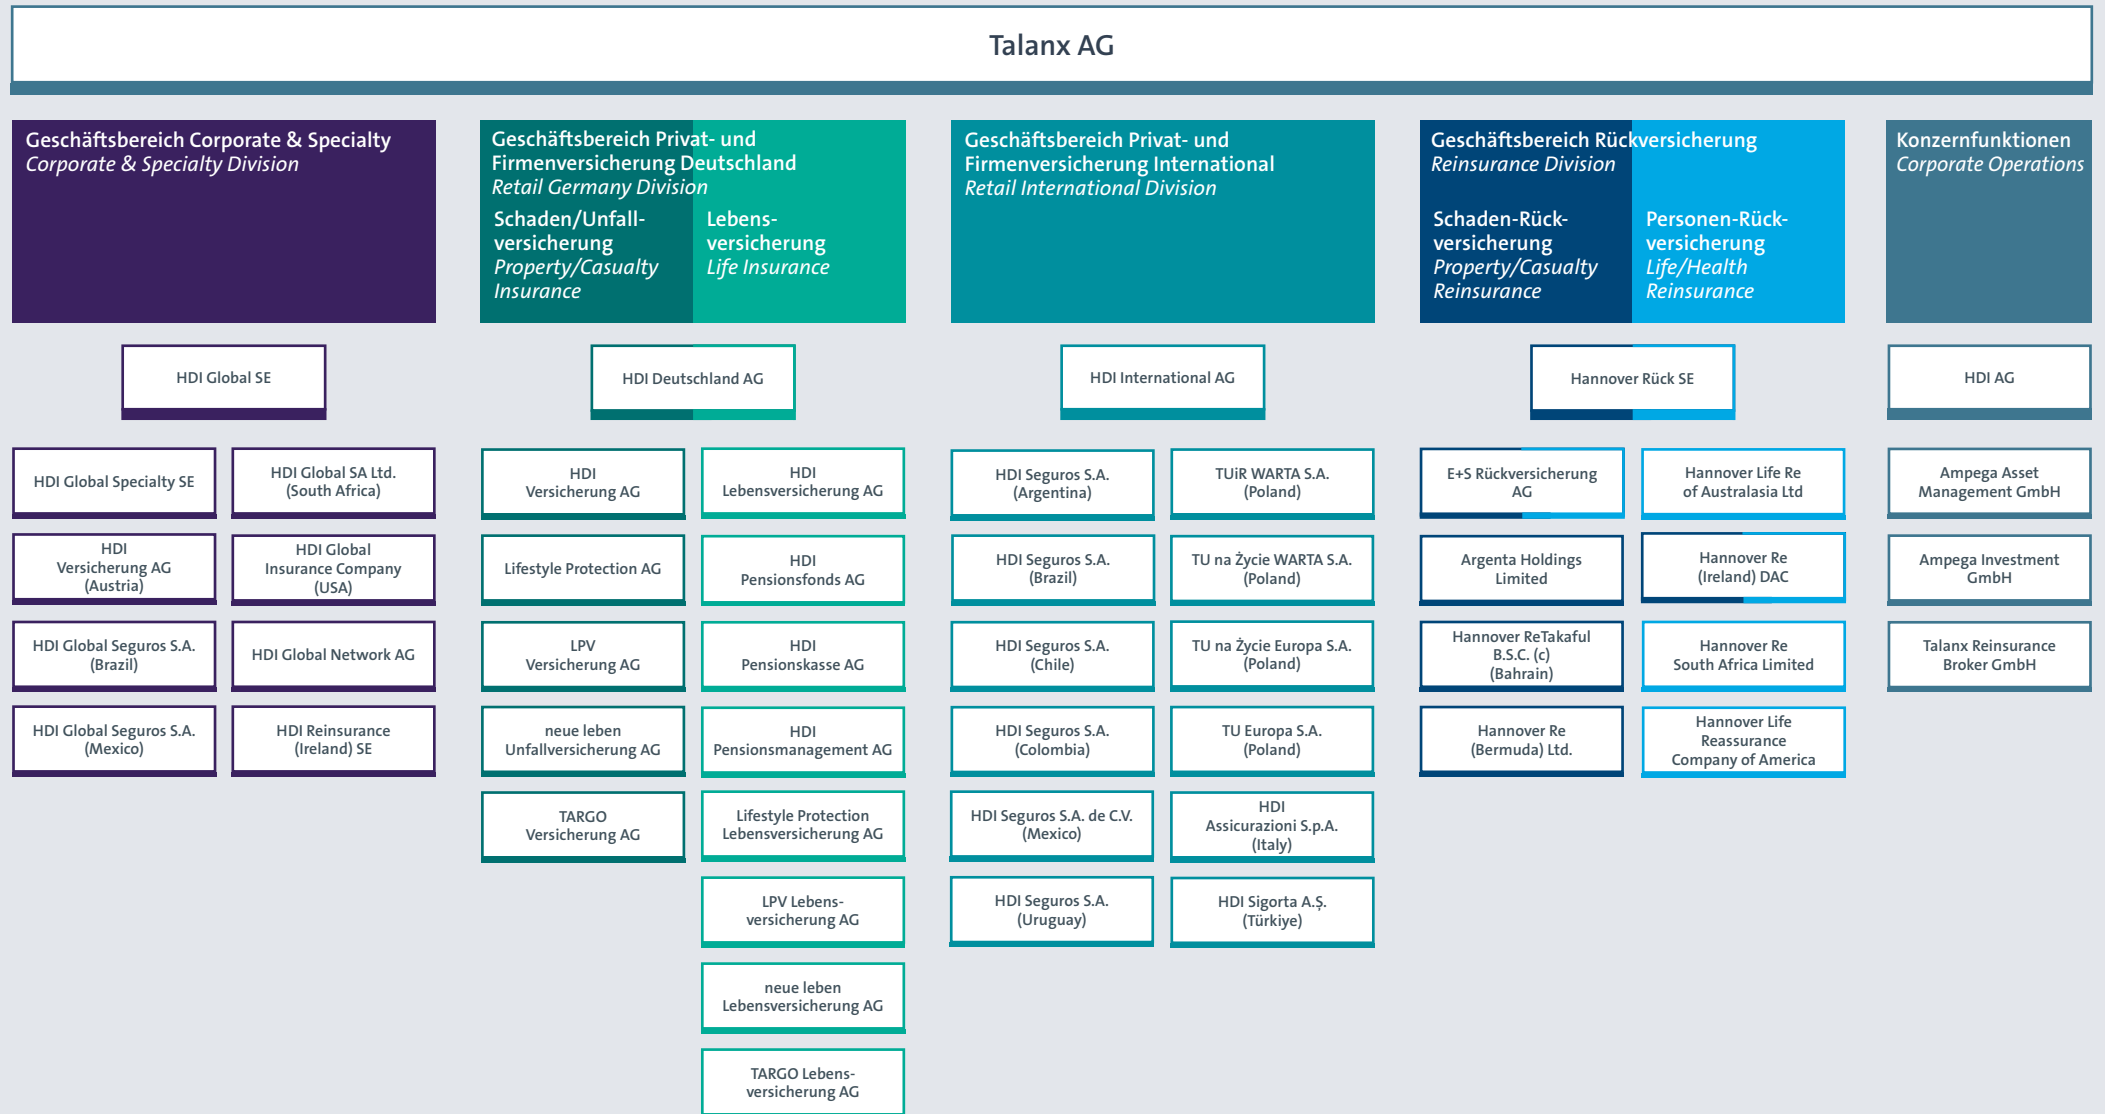 Talanx AG
Geschäftsbereich Corporate & Specialty
Corporate & Specialty Division
Geschäftsbereich Privat- und
Firmenversicherung Deutschland
Retail Germany Division
Schaden/Unfall-
versicherung
Property/Casualty
Insurance
Lebens-
versicherung
Life Insurance
Geschäftsbereich Privat- und
Firmenversicherung International
Retail International Division
Geschäftsbereich Rückversicherung
Reinsurance Division
Schaden-Rück-
versicherung
Property/Casualty
Reinsurance
Personen-Rück-
versicherung
Life/Health
Reinsurance
Konzernfunktionen
Corporate Operations
HDI Global SE
HDI Deutschland AG
HDI International AG
Hannover Rück SE
HDI AG
HDI Global Specialty SE
HDI Global SA Ltd.
(South Africa)
HDI
Versicherung AG
(Austria)
HDI Global
Insurance Company
(USA)
HDI Global Seguros S.A.
(Brazil)
HDI Global Network AG
HDI Global Seguros S.A.
(Mexico)
HDI Reinsurance
(Ireland) SE
HDI
Versicherung AG
HDI
Lebensversicherung AG
Lifestyle Protection AG
HDI
Pensionsfonds AG
LPV
Versicherung AG
HDI
Pensionskasse AG
neue leben
Unfallversicherung AG
HDI
Pensionsmanagement AG
TARGO
Versicherung AG
Lifestyle Protection
Lebensversicherung AG
LPV Lebens-
versicherung AG
neue leben
Lebensversicherung AG
TARGO Lebens-
versicherung AG
HDI Seguros S.A.
(Argentina)
TUiR WARTA S.A.
(Poland)
HDI Seguros S.A.
(Brazil)
TU na Życie WARTA S.A.
(Poland)
HDI Seguros S.A.
(Chile)
TU na Życie Europa S.A.
(Poland)
HDI Seguros S.A.
(Colombia)
TU Europa S.A.
(Poland)
HDI Seguros S.A. de C.V.
(Mexico)
HDI
Assicurazioni S.p.A.
(Italy)
HDI Seguros S.A.
(Uruguay)
HDI Sigorta A.Ş.
(Türkiye)
E+S Rückversicherung
AG
Hannover Life Re
of Australasia Ltd
Argenta Holdings
Limited
Hannover Re
(Ireland) DAC
Hannover ReTakaful
B.S.C. (c)
(Bahrain)
Hannover Re
South Africa Limited
Hannover Re
(Bermuda) Ltd.
Hannover Life
Reassurance
Company of America
Ampega Asset
Management GmbH
Ampega Investment
GmbH
Talanx Reinsurance
Broker GmbH